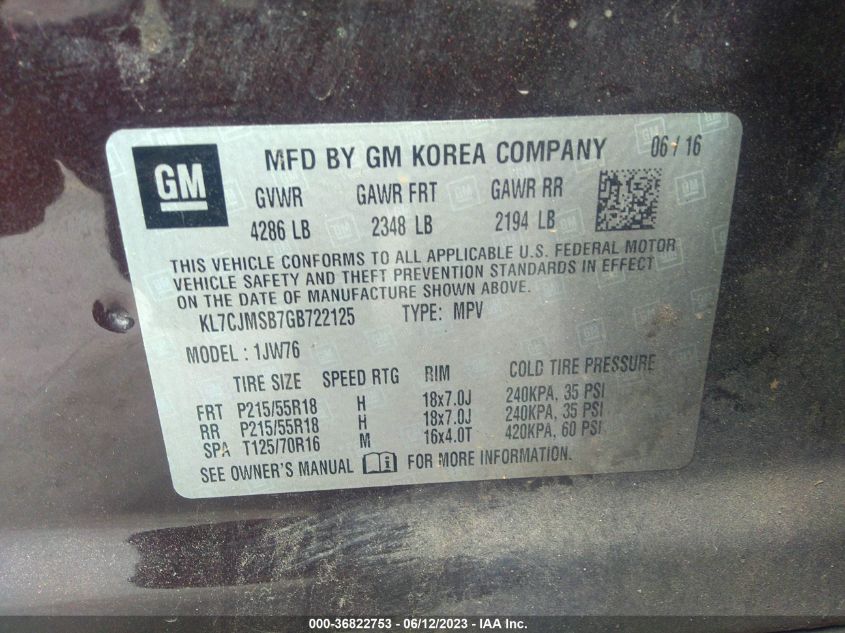 GM
MFD BY GM KOREA COMPANY 06/16
GVWR GAWR FRT GAWR RR
4286 LB 2348 LB 2194 LB
THIS VEHICLE CONFORMS TO ALL APPLICABLE U.S. FEDERAL MOTOR
VEHICLE SAFETY AND THEFT PREVENTION STANDARDS IN EFFECT
ON THE DATE OF MANUFACTURE SHOWN ABOVE.
KL7CJMSB7GB722125 TYPE: MPV
MODEL : 1JW76
TIRE SIZE SPEED RTG RIM COLD TIRE PRESSURE
FRT P215/55R18 H 18x7.0J 240KPA, 35 PSI
RR P215/55R18 H 18x7.0J 240KPA, 35 PSI
SPA T125/70R16 M 16x4.0T 420KPA, 60 PSI
SEE OWNER'S MANUAL FOR MORE INFORMATION.
000-36822753 - 06/12/2023 - IAA Inc.